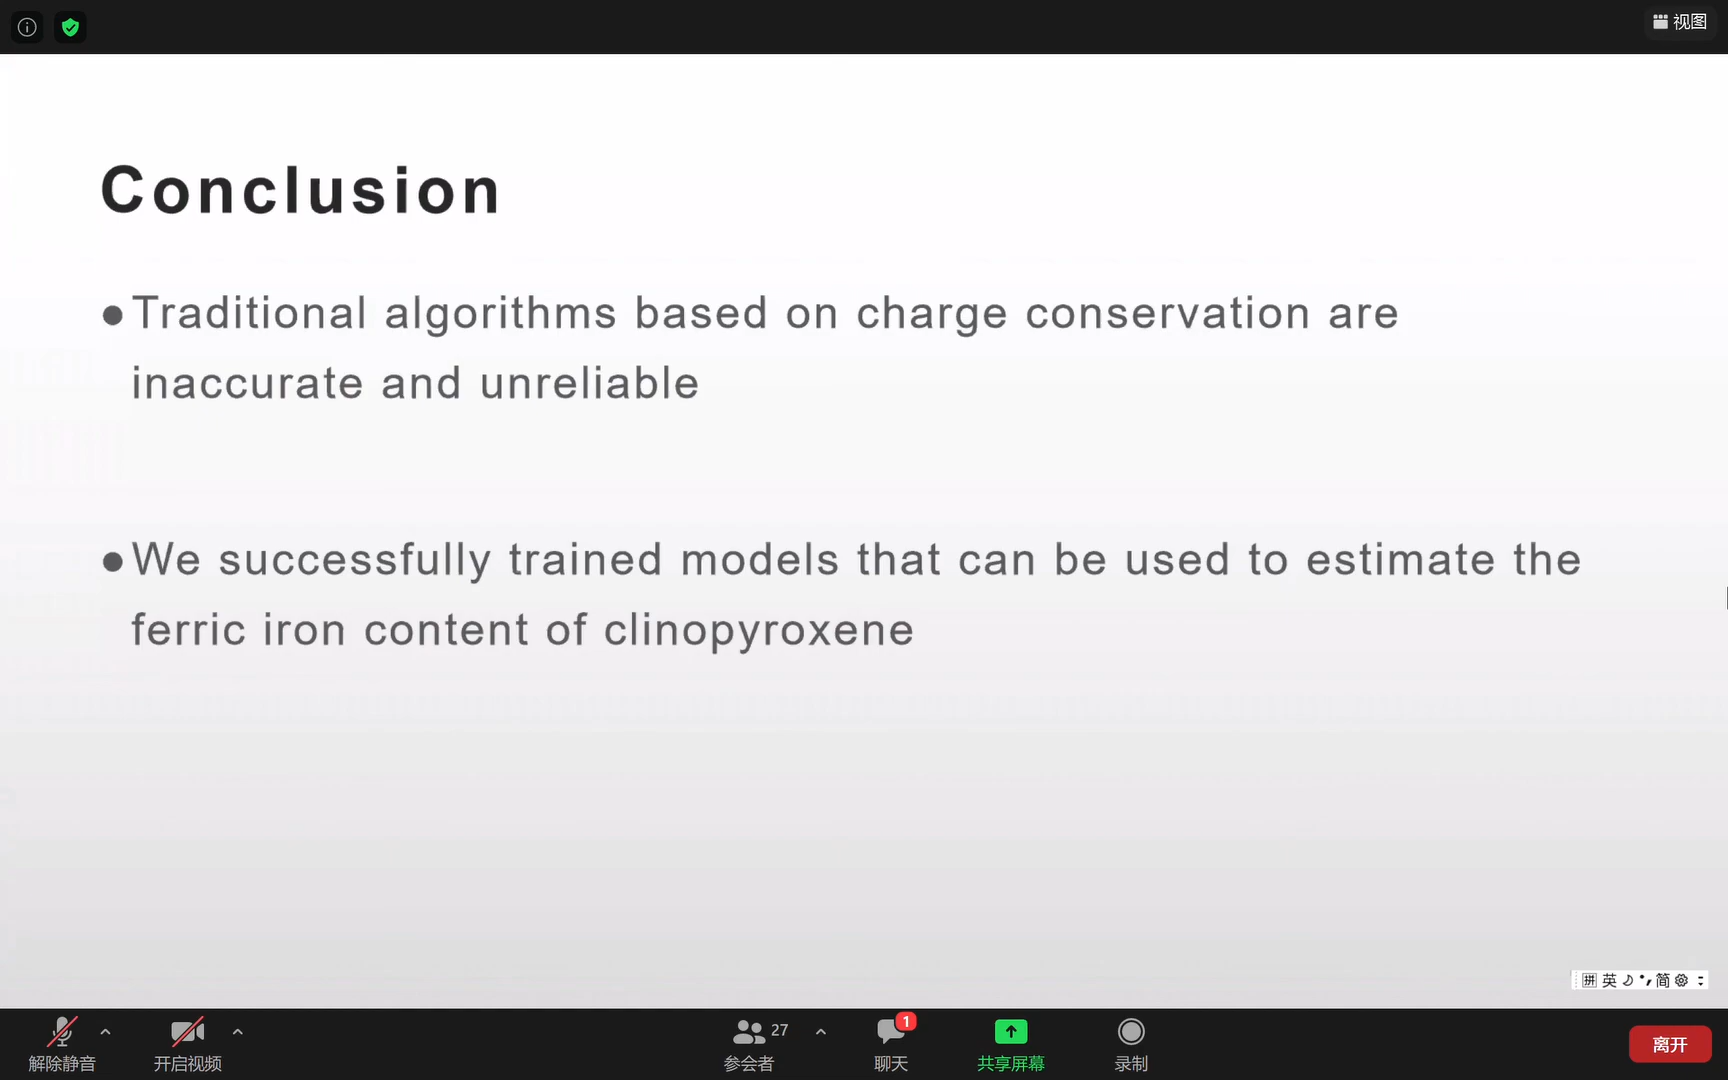 视图
Conclusion
●Traditional algorithms based on charge conservation are
inaccurate and unreliable
●We successfully trained models that can be used to estimate the
ferric iron content of clinopyroxene
拼 英 简
27
1
解除静音 开启视频 参会者 聊天 共享屏幕 录制 离开